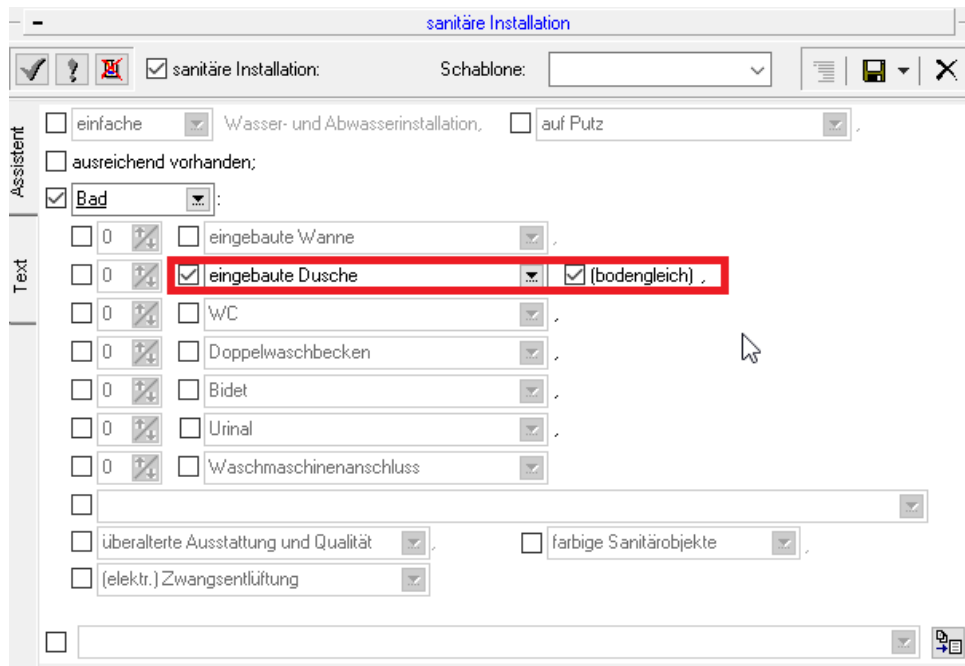 sanitäre Installation
sanitäre Installation: Schablone:
einfache Wasser- und Abwasserinstallation, auf Putz ,
ausreichend vorhanden;
Bad :
0 eingebaute Wanne ,
0 eingebaute Dusche (bodengleich) ,
0 WC ,
0 Doppelwaschbecken ,
0 Bidet ,
0 Urinal ,
0 Waschmaschinenanschluss
überalterte Ausstattung und Qualität , farbige Sanitärobjekte ,
(elektr.) Zwangsentlüftung
Assistent
Text